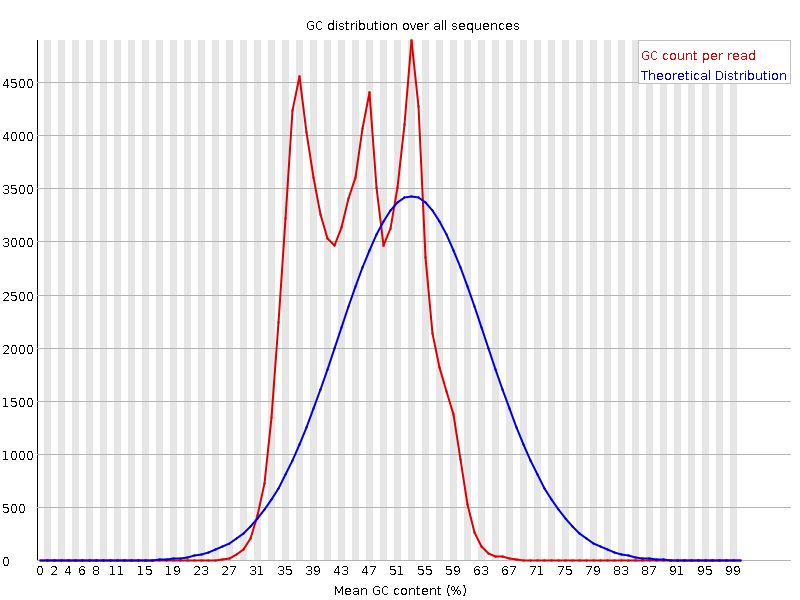 GC distribution over all sequences
GC count per read
Theoretical Distribution
4500
4000
3500
3000
2500
2000
1500
1000
500
0
0 2 4 6 8 11 15 19 23 27 31 35 39 43 47 51 55 59 63 67 71 75 79 83 87 91 95 99
Mean GC content (%)